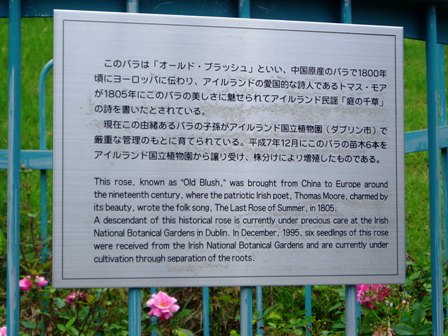 このバラは「オールド・ブラッシュ」といい、中国原産のバラで1800年
頃にヨーロッパに伝わり、アイルランドの愛国的な詩人であるトマス・モア
が1805年にこのバラの美しさに魅せられてアイルランド民謡「庭の千草」
の詩を書いたとされている。
現在この由緒あるバラの子孫がアイルランド国立植物園（ダブリン市）で
厳重な管理のもとに育てられている。平成7年12月にこのバラの苗木6本を
アイルランド国立植物園から譲り受け、株分けにより増殖したものである。
This rose, known as "Old Blush," was brought from China to Europe around
the nineteenth century, where the patriotic Irish poet, Thomas Moore, charmed by
its beauty, wrote the folk song, The Last Rose of Summer, in 1805.
A descendant of this historical rose is currently under precious care at the Irish
National Botanical Gardens in Dublin. In December, 1995, six seedlings of this rose
were received from the Irish National Botanical Gardens and are currently under
cultivation through separation of the roots.